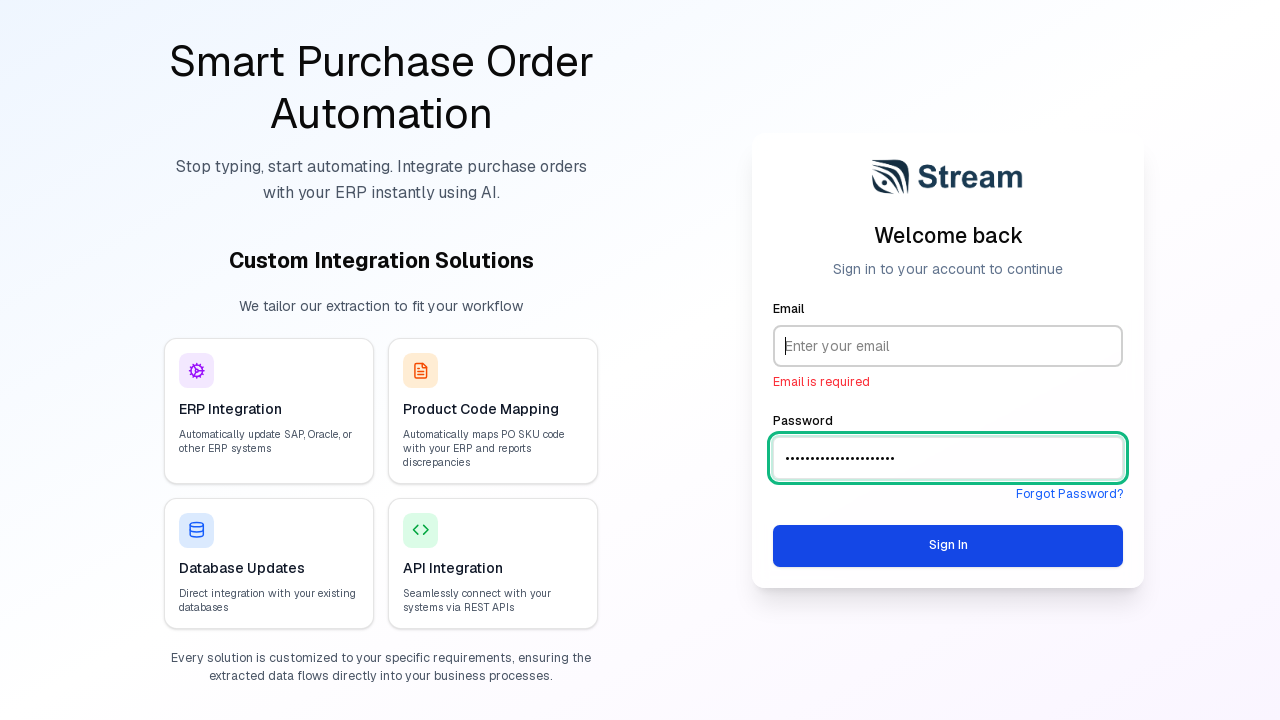 Smart Purchase Order
Automation
Stop typing, start automating. Integrate purchase orders
with your ERP instantly using AI.
Custom Integration Solutions
We tailor our extraction to fit your workflow
ERP Integration
Automatically update SAP, Oracle, or
other ERP systems
Product Code Mapping
Automatically maps PO SKU code
with your ERP and reports
discrepancies
Database Updates
Direct integration with your existing
databases
API Integration
Seamlessly connect with your
systems via REST APIs
Every solution is customized to your specific requirements, ensuring the
extracted data flows directly into your business processes.
Stream
Welcome back
Sign in to your account to continue
Email
Enter your email
Email is required
Password
••••••••••••••••••••••
Forgot Password?
Sign In